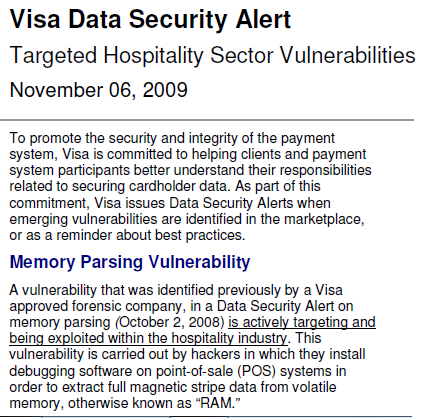 Visa Data Security Alert
Targeted Hospitality Sector Vulnerabilities
November 06, 2009
To promote the security and integrity of the payment
system, Visa is committed to helping clients and payment
system participants better understand their responsibilities
related to securing cardholder data. As part of this
commitment, Visa issues Data Security Alerts when
emerging vulnerabilities are identified in the marketplace,
or as a reminder about best practices.
Memory Parsing Vulnerability
A vulnerability that was identified previously by a Visa
approved forensic company, in a Data Security Alert on
memory parsing (October 2, 2008) is actively targeting and
being exploited within the hospitality industry. This
vulnerability is carried out by hackers in which they install
debugging software on point-of-sale (POS) systems in
order to extract full magnetic stripe data from volatile
memory, otherwise known as “RAM.”